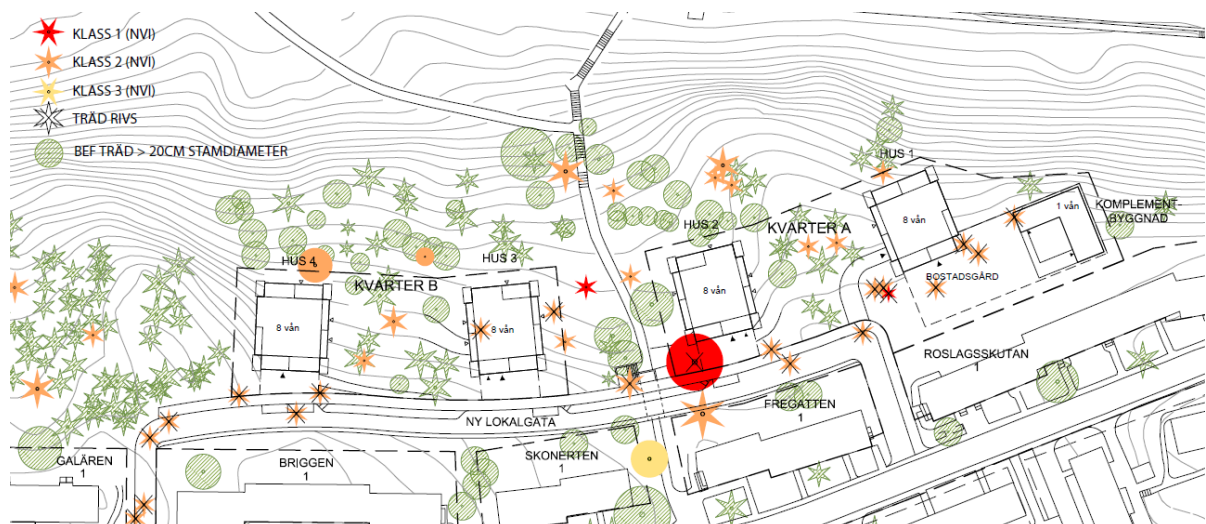 KLASS 1 (NVI)
KLASS 2 (NVI)
KLASS 3 (NVI)
TRÄD RIVS
BEF TRÄD > 20CM STAMDIAMETER
HUS 1
KOMPLEMENT-
BYGGNAD
1 vån
8 vån
HUS 2
KVARTER A
HUS 3
HUS 4
KVARTER B
BOSTADSGÅRD
8 vån
8 vån
8 vån
ROSLAGSSKUTAN
1
FREGATTEN
1
NY LOKALGATA
SKONERTEN
1
BRIGGEN
1
GALÄREN
1